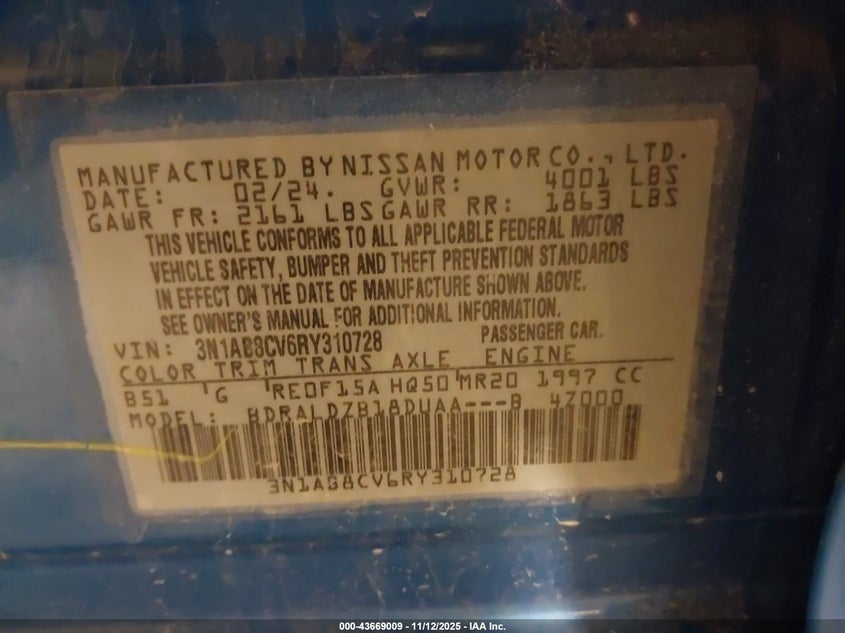 MANUFACTURED BY NISSAN MOTOR CO., LTD.
DATE: 02/24. GVWR: 4001 LBS
GAWR FR: 2161 LBS GAWR RR: 1863 LBS
THIS VEHICLE CONFORMS TO ALL APPLICABLE FEDERAL MOTOR
VEHICLE SAFETY, BUMPER AND THEFT PREVENTION STANDARDS
IN EFFECT ON THE DATE OF MANUFACTURE SHOWN ABOVE.
SEE OWNER'S MANUAL FOR ADDITIONAL INFORMATION.
VIN: 3N1AB8CV6RY310728 PASSENGER CAR.
COLOR TRIM TRANS AXLE ENGINE
B51 G RE0F15A HQ50 MR20 1997 CC
MODEL: BDRALDZB18DUAA---B 4Z000
3N1AB8CV6RY310728
000-43669009 - 11/12/2025 - IAA Inc.